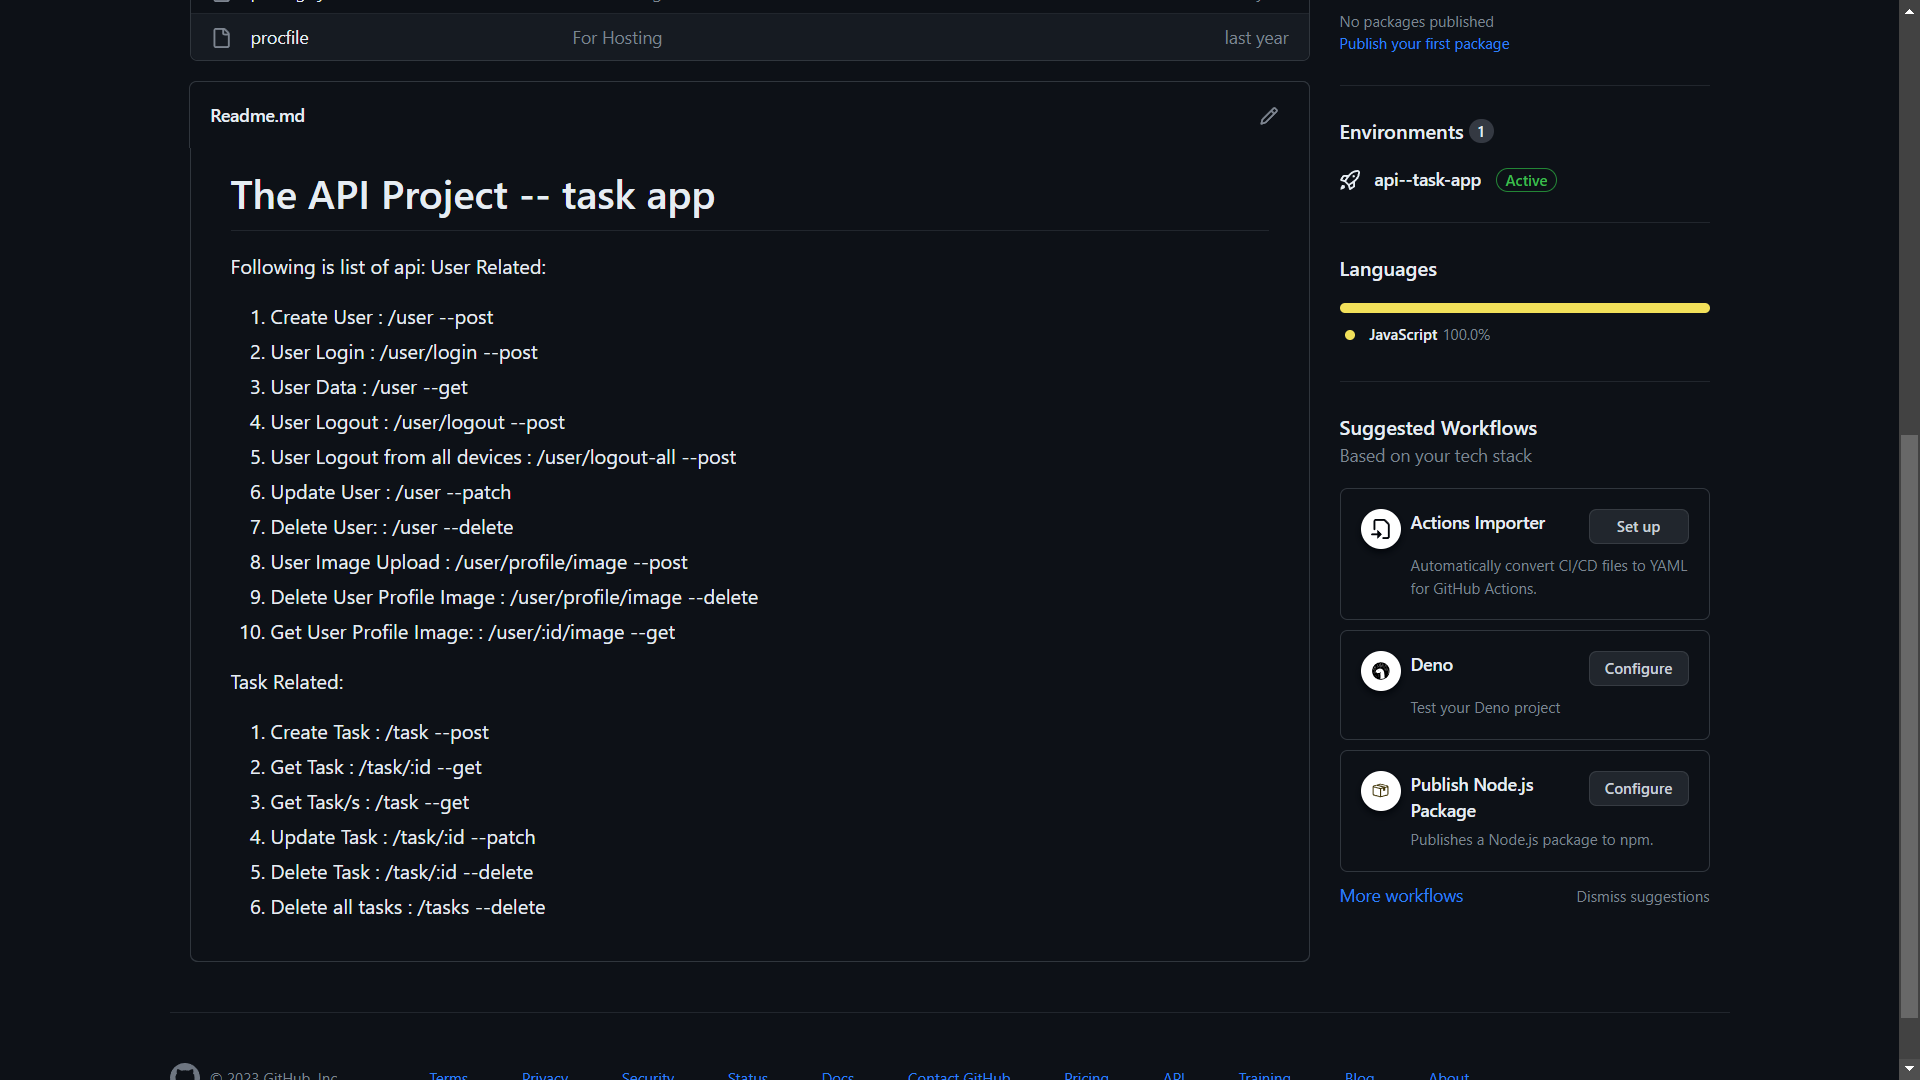 procfile For Hosting last year
Readme.md
The API Project -- task app
Following is list of api: User Related:
1. Create User : /user --post
2. User Login : /user/login --post
3. User Data : /user --get
4. User Logout : /user/logout --post
5. User Logout from all devices : /user/logout-all --post
6. Update User : /user --patch
7. Delete User: : /user --delete
8. User Image Upload : /user/profile/image --post
9. Delete User Profile Image : /user/profile/image --delete
10. Get User Profile Image: : /user/:id/image --get
Task Related:
1. Create Task : /task --post
2. Get Task : /task/:id --get
3. Get Task/s : /task --get
4. Update Task : /task/:id --patch
5. Delete Task : /task/:id --delete
6. Delete all tasks : /tasks --delete
No packages published
Publish your first package
Environments 1
api--task-app Active
Languages
JavaScript 100.0%
Suggested Workflows
Based on your tech stack
Actions Importer Set up
Automatically convert CI/CD files to YAML
for GitHub Actions.
Deno Configure
Test your Deno project
Publish Node.js Configure
Package
Publishes a Node.js package to npm.
More workflows Dismiss suggestions
© 2023 GitHub, Inc. Terms Privacy Security Status Docs Contact GitHub Pricing API Training Blog About